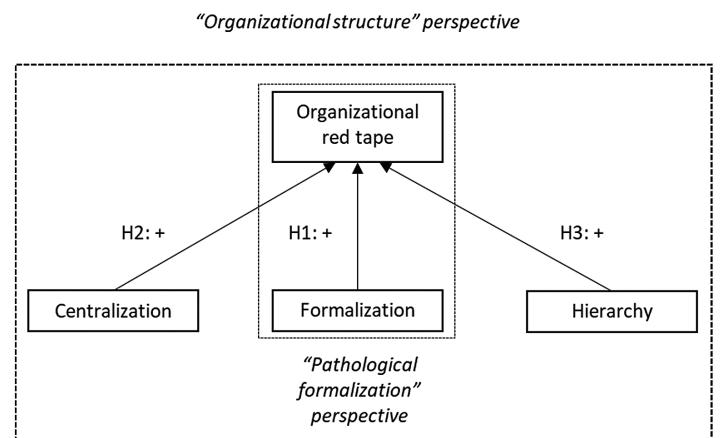 “Organizational structure” perspective
Organizational
red tape
H2: +
H1: +
H3: +
Centralization
Formalization
Hierarchy
“Pathological
formalization”
perspective